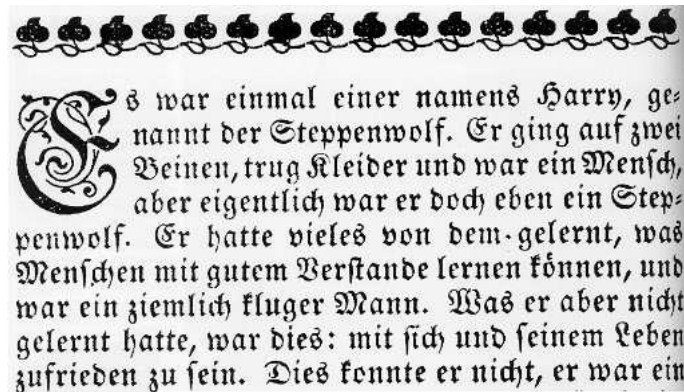 Es war einmal einer namens Harry, ge⸗
nannt der Steppenwolf. Er ging auf zwei
Beinen, trug Kleider und war ein Mensch,
aber eigentlich war er doch eben ein Step⸗
penwolf. Er hatte vieles von dem gelernt, was
Menschen mit gutem Verstande lernen können, und
war ein ziemlich kluger Mann. Was er aber nicht
gelernt hatte, war dies: mit sich und seinem Leben
zufrieden zu sein. Dies konnte er nicht, er war ein